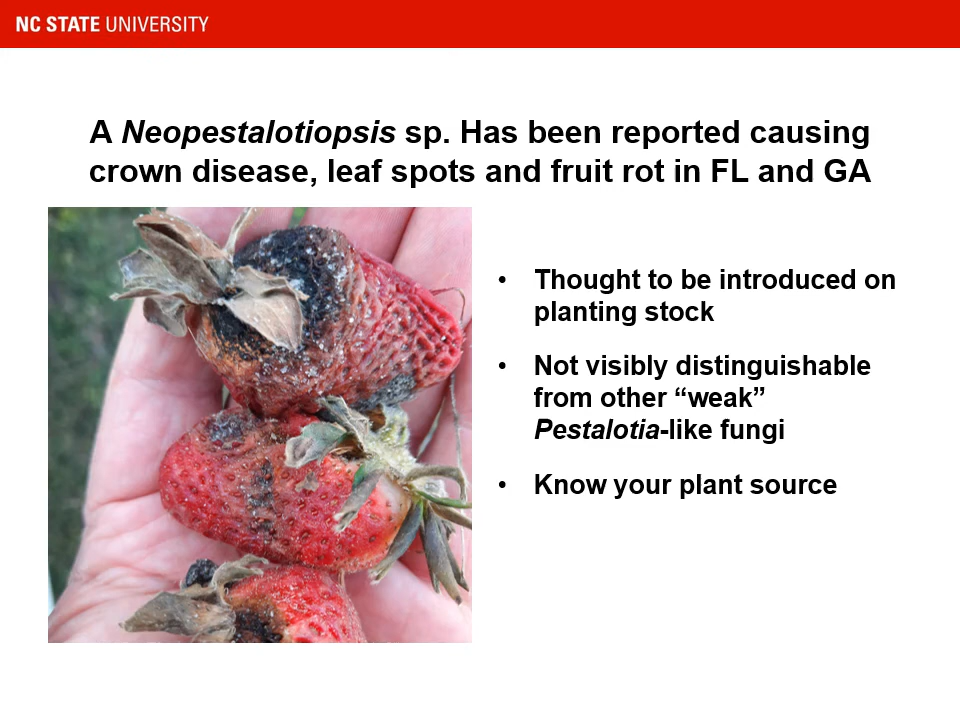 NC STATE UNIVERSITY
A Neopestalotiopsis sp. Has been reported causing
crown disease, leaf spots and fruit rot in FL and GA
• Thought to be introduced on
planting stock
• Not visibly distinguishable
from other “weak”
Pestalotia-like fungi
• Know your plant source